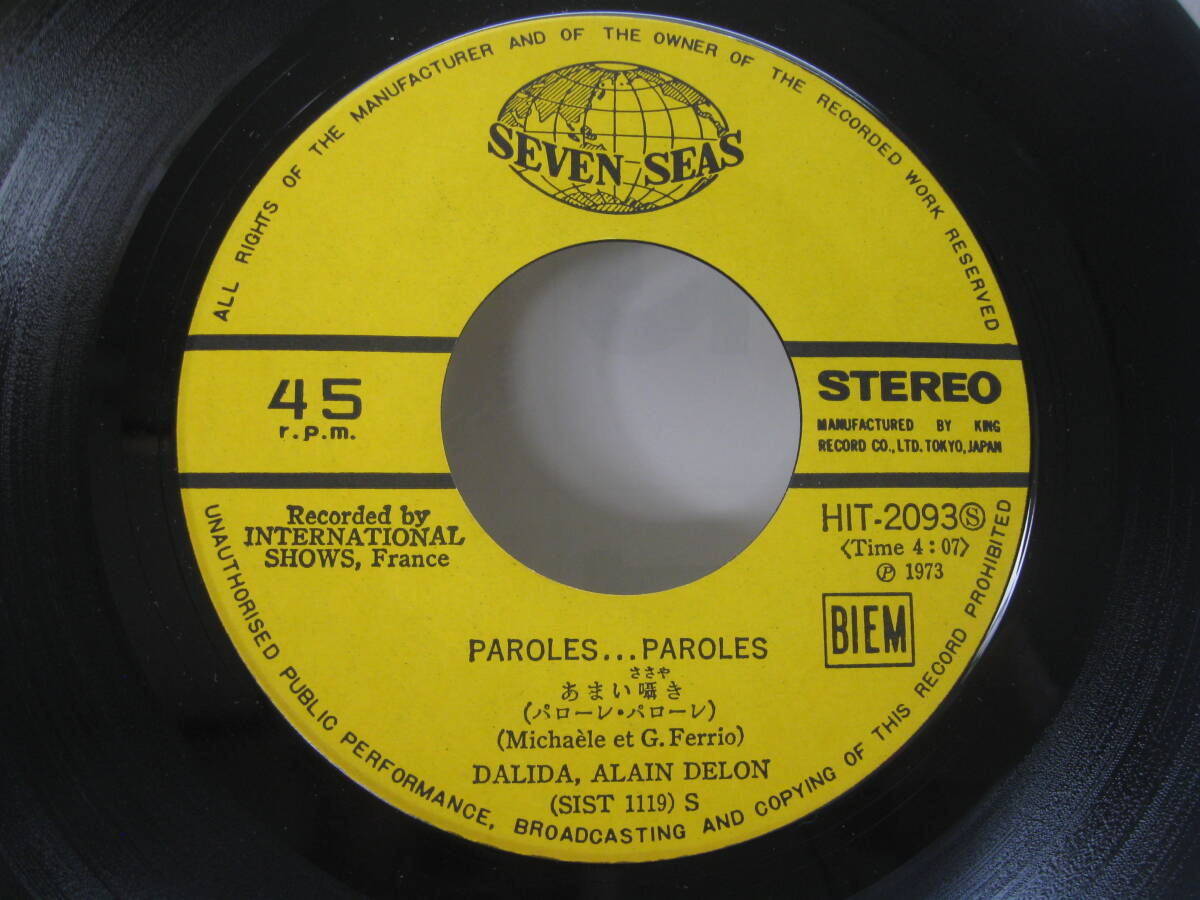 ALL RIGHTS OF THE MANUFACTURER AND OF THE OWNER OF THE RECORDED WORK RESERVED
SEVEN SEAS
45
r.p.m.
STEREO
MANUFACTURED BY KING
RECORD CO., LTD. TOKYO, JAPAN
Recorded by
INTERNATIONAL
SHOWS, France
HIT-2093Ⓢ
〈Time 4:07〉
Ⓟ 1973
BIEM
PAROLES...PAROLES
ささや
あまい囁き
(パローレ・パローレ)
(Michaèle et G. Ferrio)
DALIDA, ALAIN DELON
(SIST 1119) S
UNAUTHORISED PUBLIC PERFORMANCE, BROADCASTING AND COPYING OF THIS RECORD PROHIBITED